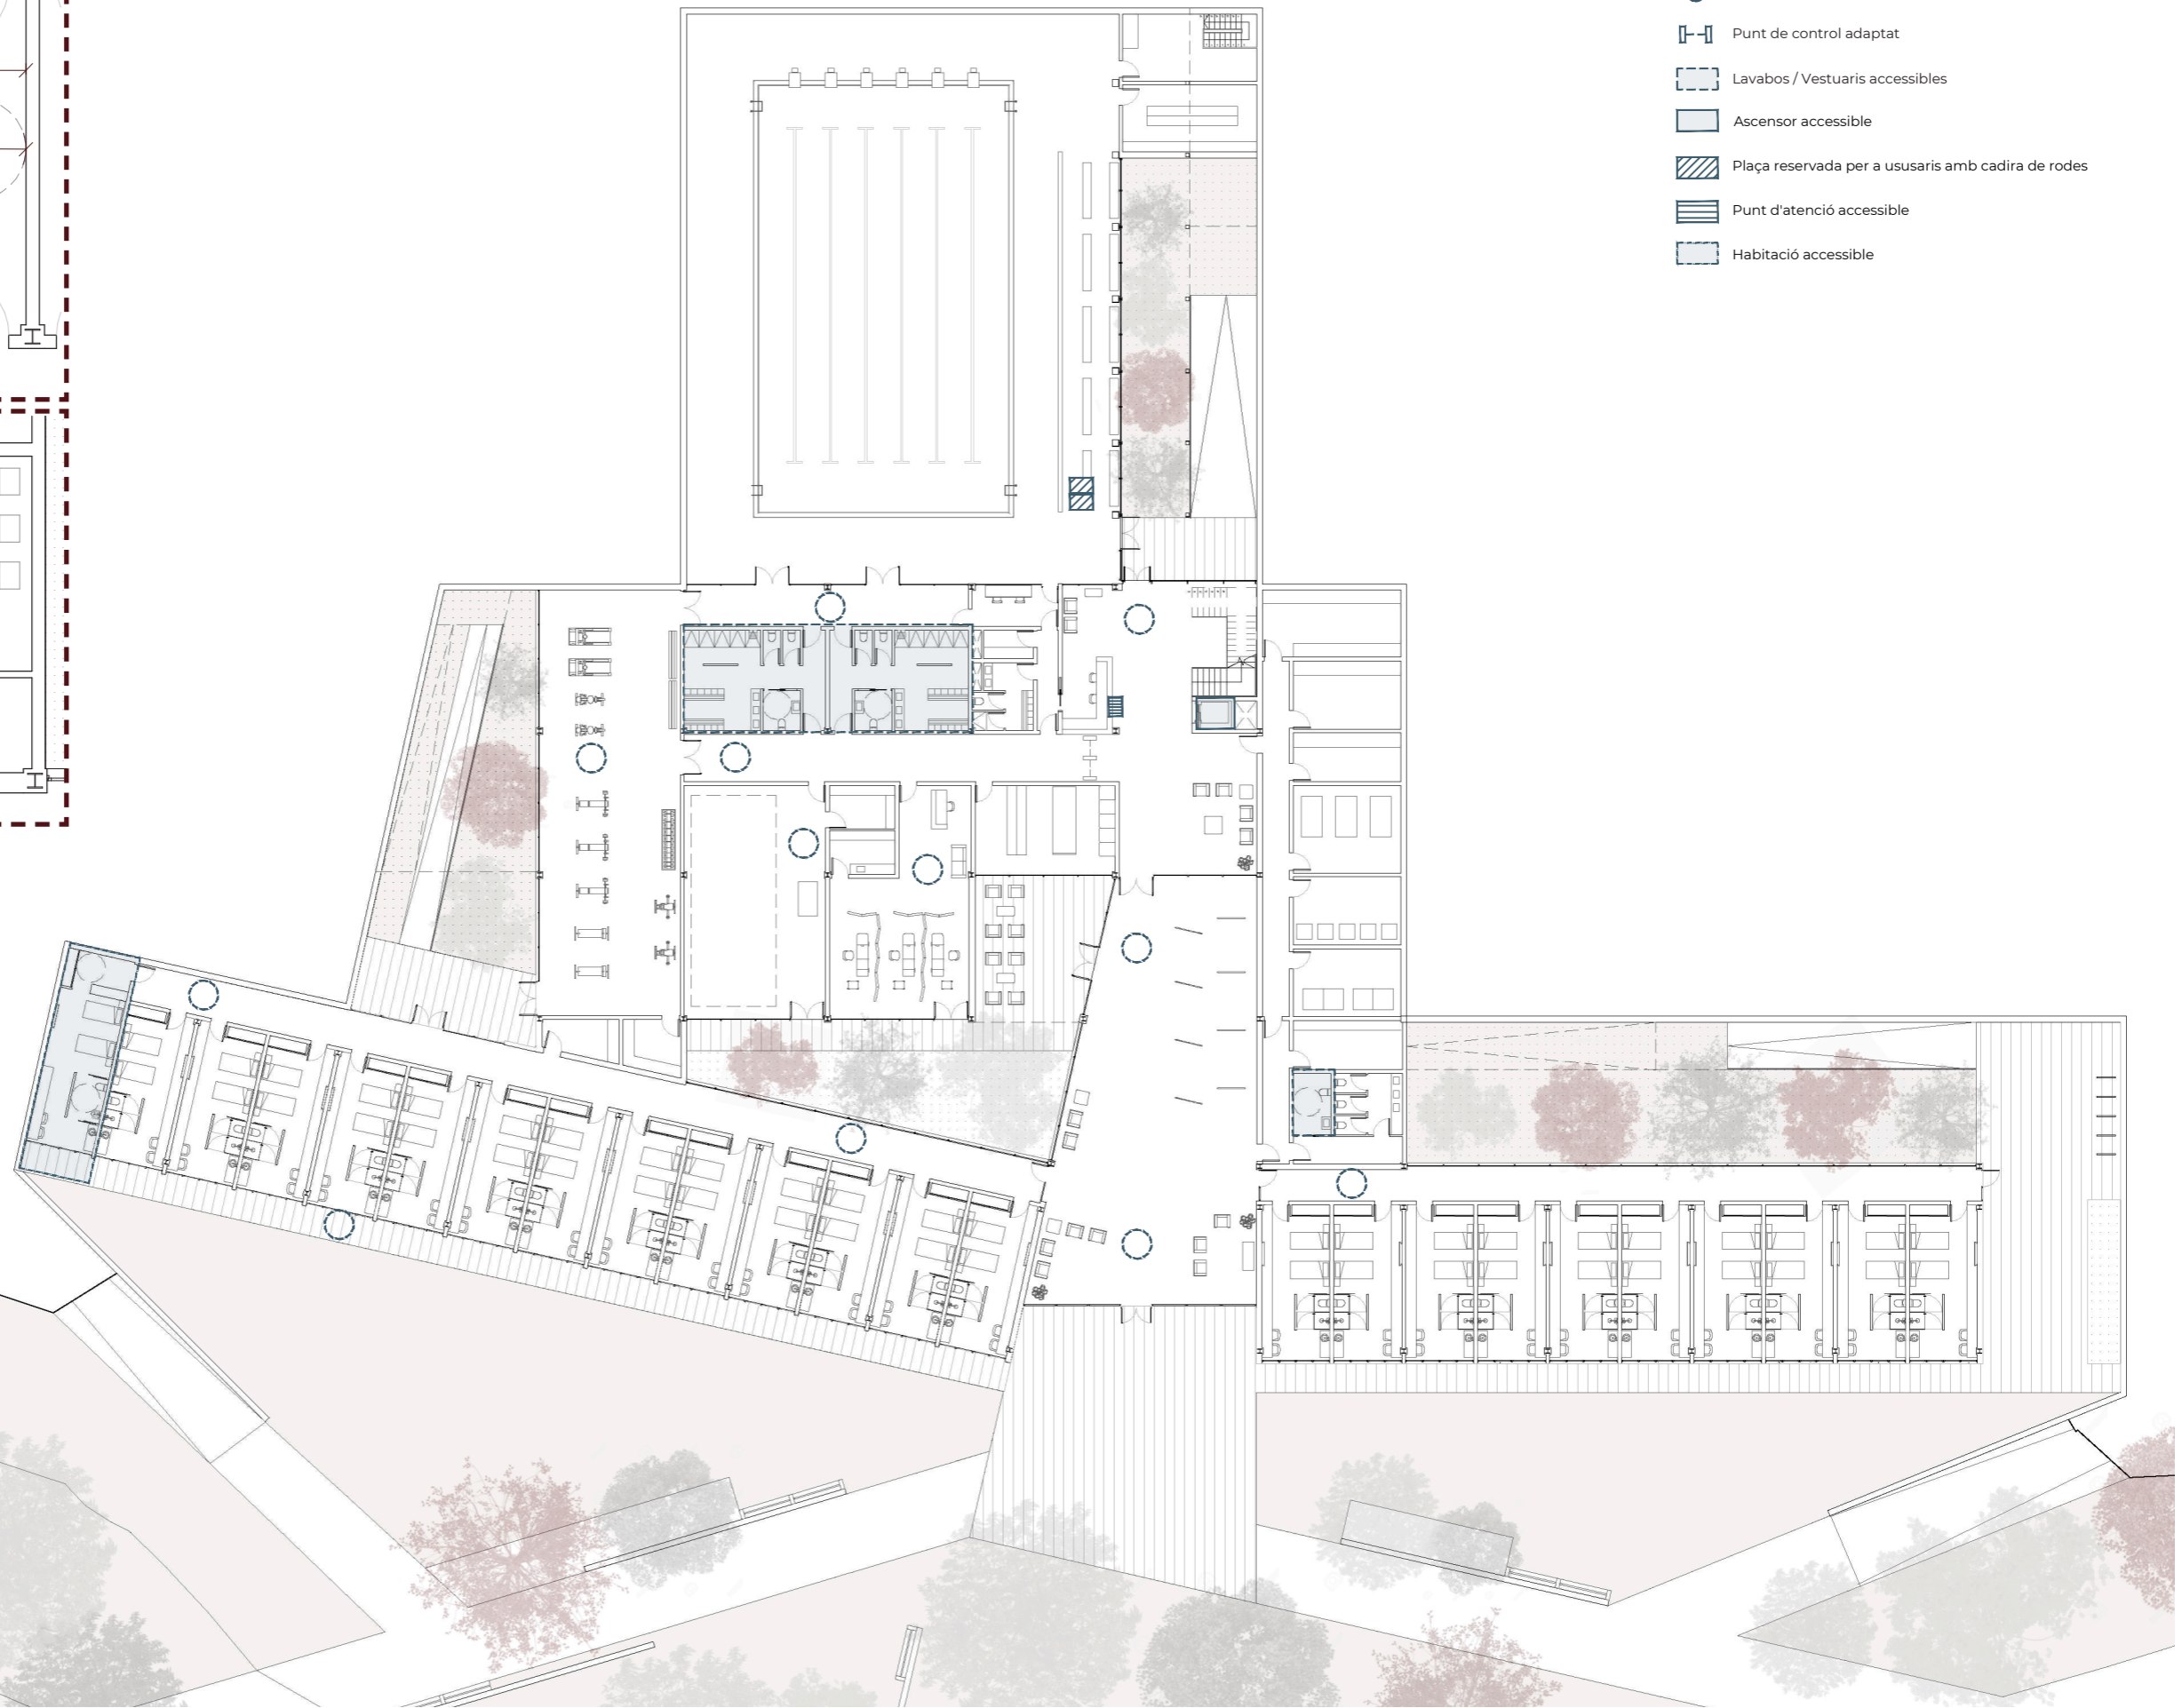 Punt de control adaptat
Lavabos / Vestuaris accessibles
Ascensor accessible
Plaça reservada per a ususaris amb cadira de rodes
Punt d'atenció accessible
Habitació accessible